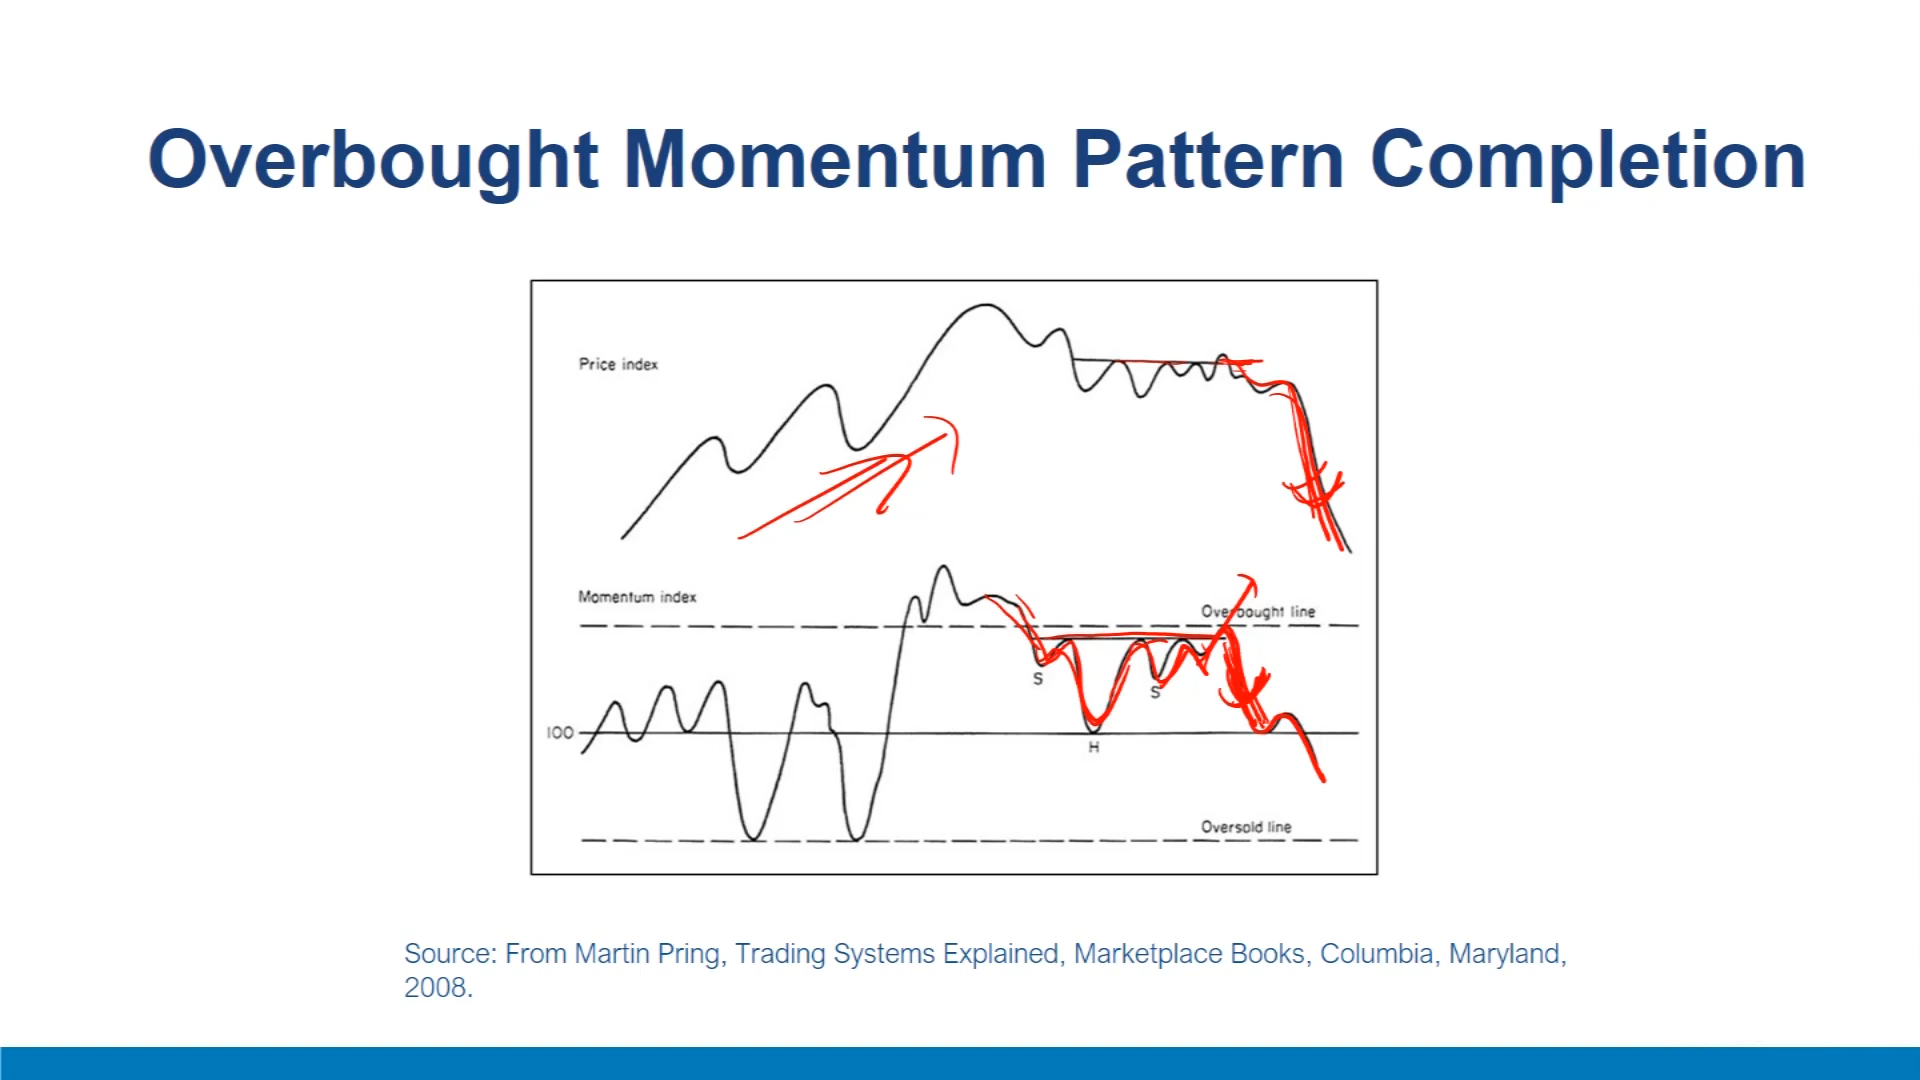 Overbought Momentum Pattern Completion
Price index
Momentum index
Overbought line
S
S
100
H
Oversold line
Source: From Martin Pring, Trading Systems Explained, Marketplace Books, Columbia, Maryland,
2008.